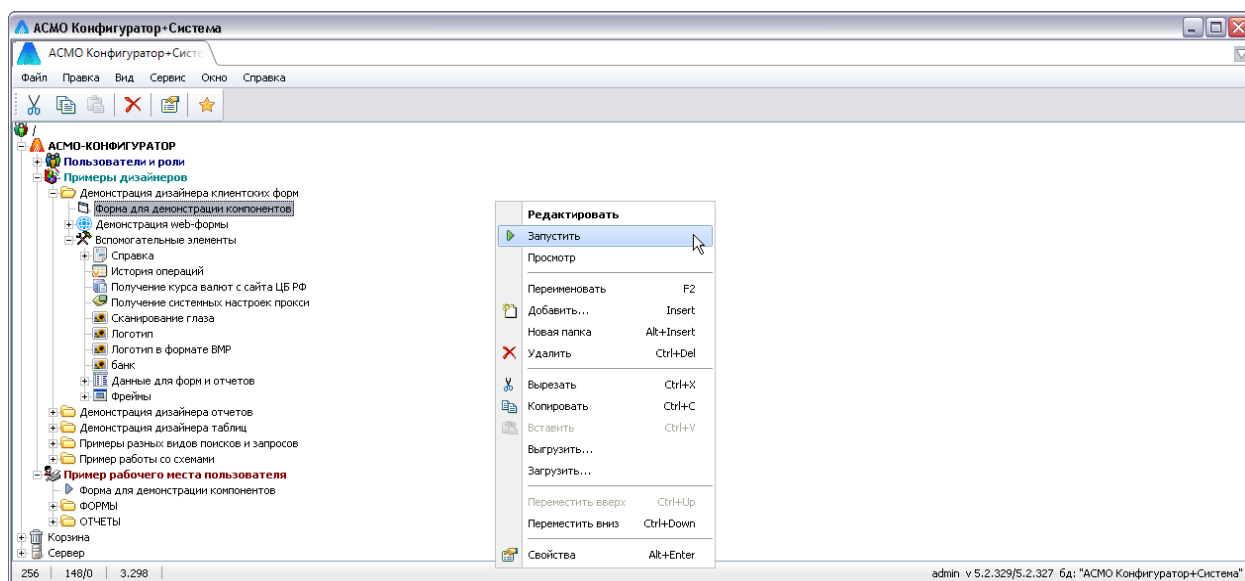 АСМО Конфигуратор+Система
АСМО Конфигуратор+Систе
Файл Правка Вид Сервис Окно Справка
/
АСМО-КОНФИГУРАТОР
Пользователи и роли
Примеры дизайнеров
Демонстрация дизайнера клиентских форм
Форма для демонстрации компонентов
Демонстрация web-формы
Вспомогательные элементы
Справка
История операций
Получение курса валют с сайта ЦБ РФ
Получение системных настроек прокси
Сканирование глаза
Логотип
Логотип в формате BMP
банк
Данные для форм и отчетов
Фреймы
Демонстрация дизайнера отчетов
Демонстрация дизайнера таблиц
Примеры разных видов поисков и запросов
Пример работы со схемами
Пример рабочего места пользователя
Форма для демонстрации компонентов
ФОРМЫ
ОТЧЕТЫ
Корзина
Сервер
Редактировать
Запустить
Просмотр
Переименовать F2
Добавить... Insert
Новая папка Alt+Insert
Удалить Ctrl+Del
Вырезать Ctrl+X
Копировать Ctrl+C
Вставить Ctrl+V
Выгрузить...
Загрузить...
Переместить вверх Ctrl+Up
Переместить вниз Ctrl+Down
Свойства Alt+Enter
256 148/0 3.298 admin v 5.2.329/5.2.327 бд: "АСМО Конфигуратор+Система"